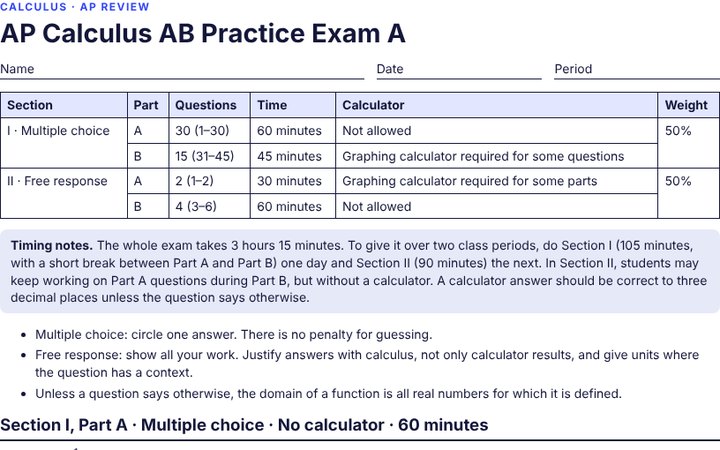 CALCULUS · AP REVIEW
AP Calculus AB Practice Exam A
Name Date Period
Section Part Questions Time Calculator Weight
I · Multiple choice A 30 (1–30) 60 minutes Not allowed 50%
B 15 (31–45) 45 minutes Graphing calculator required for some questions
II · Free response A 2 (1–2) 30 minutes Graphing calculator required for some parts 50%
B 4 (3–6) 60 minutes Not allowed
Timing notes. The whole exam takes 3 hours 15 minutes. To give it over two class periods, do Section I (105 minutes,
with a short break between Part A and Part B) one day and Section II (90 minutes) the next. In Section II, students may
keep working on Part A questions during Part B, but without a calculator. A calculator answer should be correct to three
decimal places unless the question says otherwise.
• Multiple choice: circle one answer. There is no penalty for guessing.
• Free response: show all your work. Justify answers with calculus, not only calculator results, and give units where
the question has a context.
• Unless a question says otherwise, the domain of a function is all real numbers for which it is defined.
Section I, Part A · Multiple choice · No calculator · 60 minutes